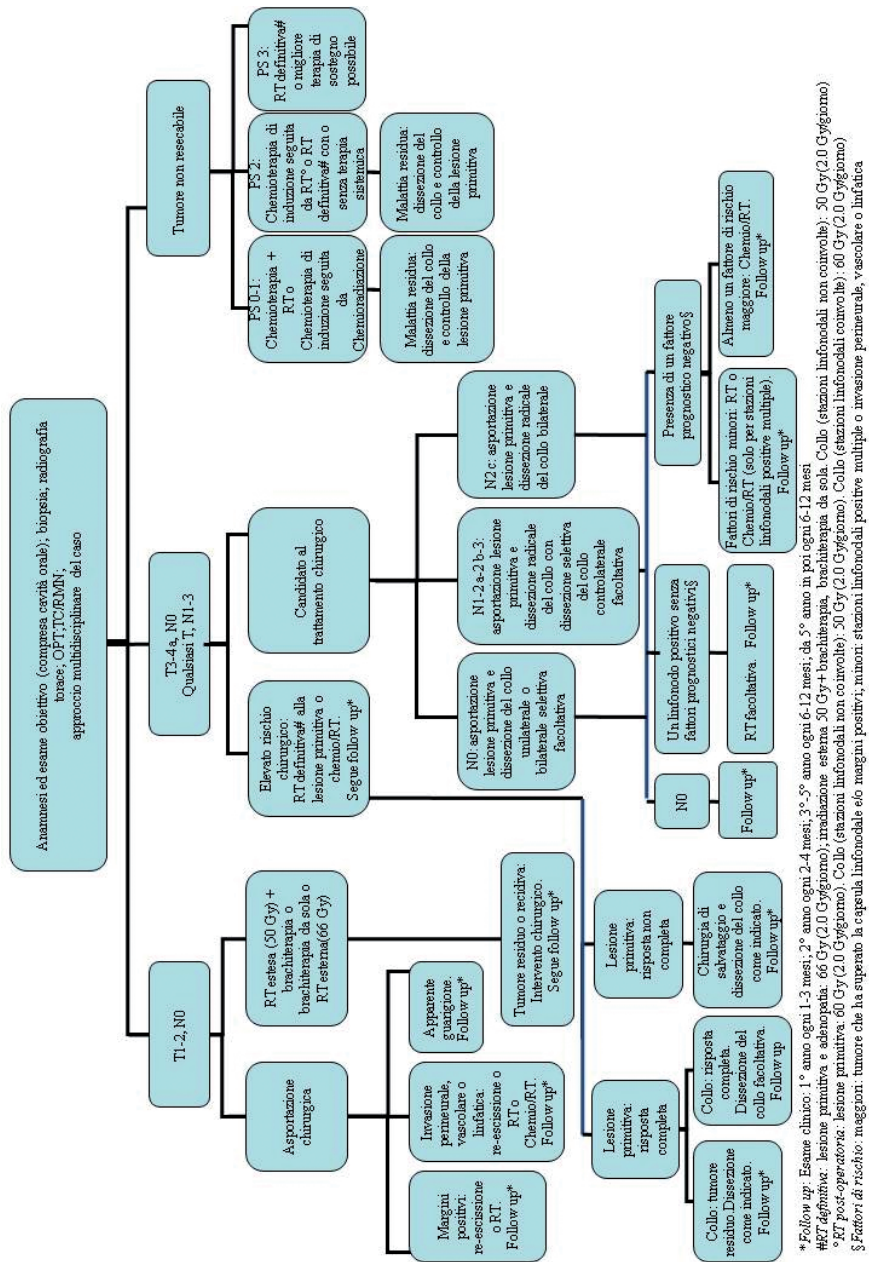 Anamnesi ed esame obiettivo (compresa cavità orale); biopsia; radiografia
torace; OPT;TC/RMN;
approccio multidisciplinare del caso
T1-2, N0
T3-4a, N0
Qualsiasi T, N1-3
Tumore non resecabile
Asportazione
chirurgica
RT estesa (50 Gy) +
brachiterapia o
brachiterapia da sola o
RT esterna(66 Gy)
Elevato rischio
chirurgico:
RT definitiva# alla
lesione primitiva o
chemio/RT.
Segue follow up*
Candidato al
trattamento chirurgico
PS 0-1:
Chemioterapia +
RT o
Chemioterapia di
induzione seguita
da
Chemioradiazione
PS 2:
Chemioterapia di
induzione seguita
da RT° o RT
definitiva# con o
senza terapia
sistemica
PS 3:
RT definitiva#
o migliore
terapia di
sostegno
possibile
Malattia residua:
dissezione del collo
e controllo della
lesione primitiva
Malattia residua:
dissezione del
collo e controllo
della lesione
primitiva
Margini
positivi:
re-escissione
o RT.
Follow up*
Invasione
perineurale,
vascolare o
linfatica:
re-escissione o
RT o
Chemio/RT.
Follow up*
Apparente
guarigione.
Follow up*
Tumore residuo o recidiva:
Intervento chirurgico.
Segue follow up*
N0: asportazione
lesione primitiva e
dissezione del collo
unilaterale o
bilaterale selettiva
facoltativa
N1-2 a-2 b-3:
asportazione lesione
primitiva e
dissezione radicale
del collo con
dissezione selettiva
del collo
controlaterale
facoltativa
N2 c: asportazione
lesione primitiva e
dissezione radicale
del collo bilaterale
Lesione
primitiva:
risposta
completa
Lesione
primitiva:
risposta non
completa
N0
Un linfonodo positivo senza
fattori prognostici negativi§
Presenza di un fattore
prognostico negativo§
Collo: tumore
residuo.Dissezione
come indicato.
Follow up*
Collo: risposta
completa.
Dissezione del
collo facoltativa.
Follow up
Chirurgia di
salvataggio e
dissezione del collo
come indicato.
Follow up*
Follow up*
RT facoltativa. Follow up*
Fattori di rischio minori: RT o
Chemio/RT (solo per stazioni
linfonodali positive multiple).
Follow up*
Almeno un fattore di rischio
maggiore: Chemio/RT.
Follow up*
*Follow up: Esame clinico: 1° anno ogni 1-3 mesi; 2° anno ogni 2-4 mesi; 3°-5° anno ogni 6-12 mesi; da 5° anno in poi ogni 6-12 mesi
#RT definitiva: lesione primitiva e adenopatia: 66 Gy (2.0 Gy/giorno); irradiazione esterna 50 Gy + brachiterapia, brachiterapia da sola. Collo (stazioni linfonodali non coinvolte): 50 Gy (2.0 Gy/giorno)
°RT post-operatoria: lesione primitiva: 60 Gy (2.0 Gy/giorno). Collo (stazioni linfonodali non coinvolte): 50 Gy (2.0 Gy/giorno). Collo (stazioni linfonodali coinvolte): 60 Gy (2.0 Gy/giorno)
§Fattori di rischio: maggiori: tumore che ha superato la capsula linfonodale e/o margini positivi; minori: stazioni linfonodali positive multiple o invasione perineurale, vascolare o linfatica